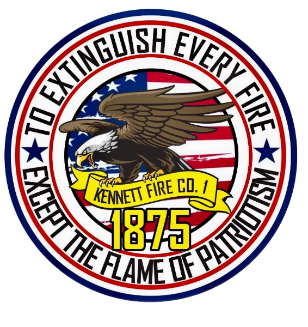 TO EXTINGUISH EVERY FIRE
KENNETT FIRE CO. 1
1875
EXCEPT THE FLAME OF PATRIOTISM